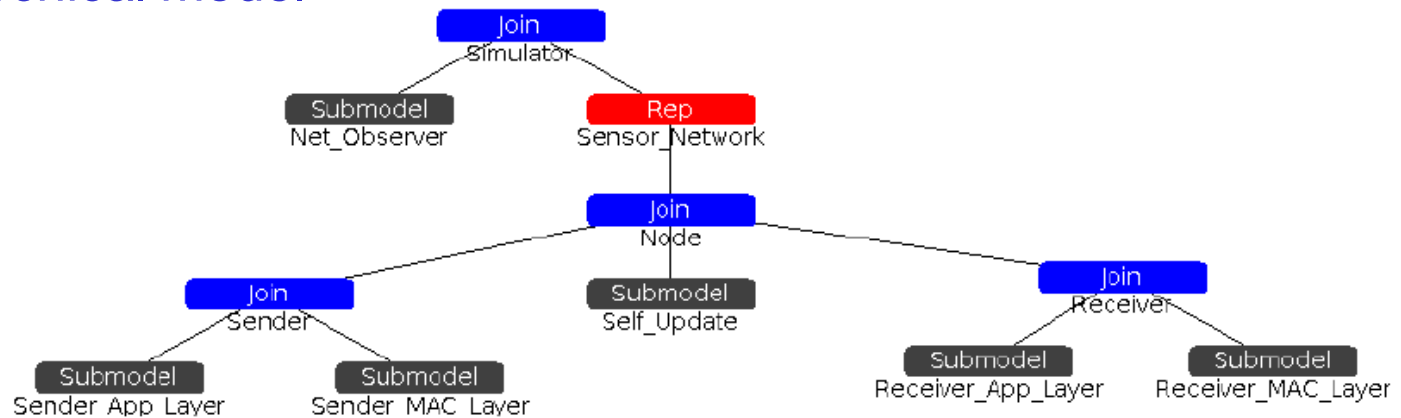 Join
Simulator
Submodel
Net_Observer
Rep
Sensor_Network
Join
Node
Join
Sender
Submodel
Self_Update
Join
Receiver
Submodel
Sender_App_Layer
Submodel
Sender_MAC_Layer
Submodel
Receiver_App_Layer
Submodel
Receiver_MAC_Layer